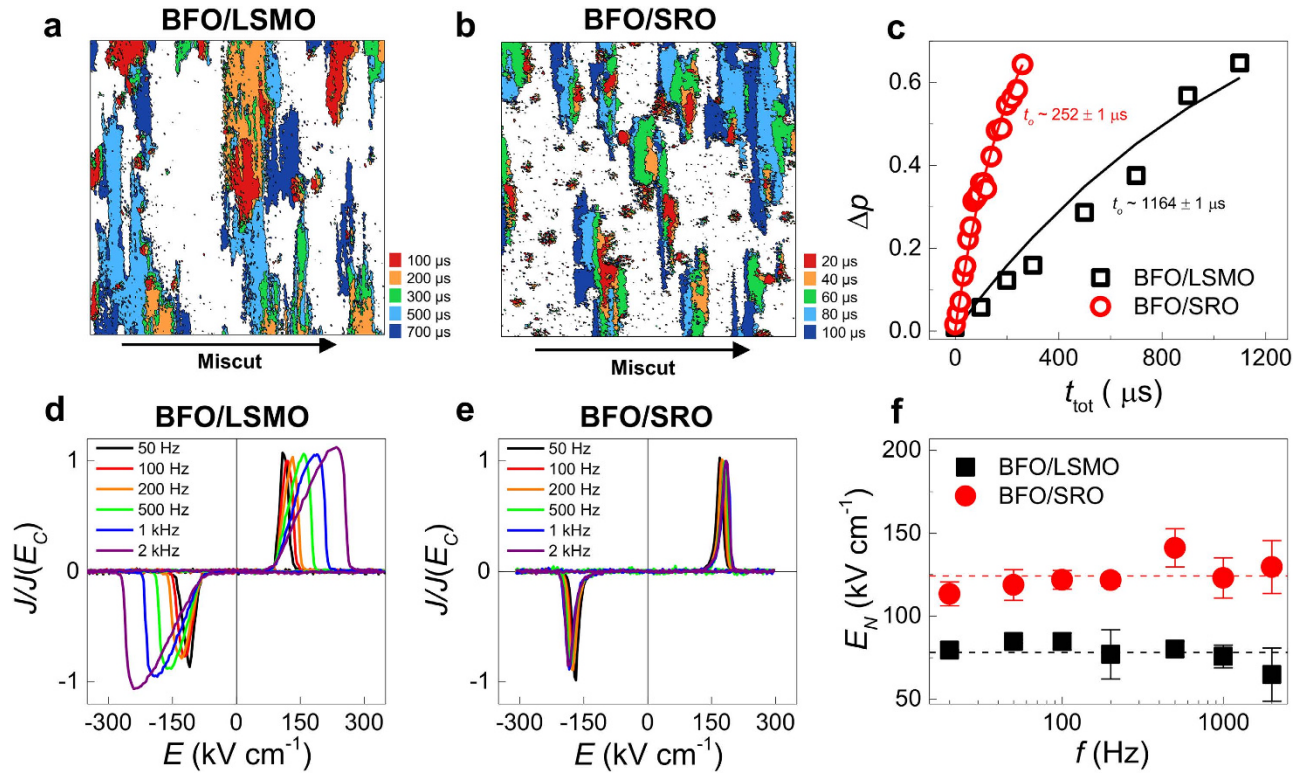 a
BFO/LSMO
100 μs
200 μs
300 μs
500 μs
700 μs
Miscut
b
BFO/SRO
20 μs
40 μs
60 μs
80 μs
100 μs
Miscut
c
0.6
0.4
0.2
0.0
Δp
t₀ ~ 252 ± 1 μs
t₀ ~ 1164 ± 1 μs
BFO/LSMO
BFO/SRO
0 400 800 1200
t_tot ( μs)
d
BFO/LSMO
50 Hz
100 Hz
200 Hz
500 Hz
1 kHz
2 kHz
1
0
-1
J/J(E_C)
-300 -150 0 150 300
E (kV cm⁻¹)
e
BFO/SRO
50 Hz
100 Hz
200 Hz
500 Hz
1 kHz
2 kHz
1
0
-1
J/J(E_C)
-300 -150 0 150 300
E (kV cm⁻¹)
f
200
150
100
50
E_N (kV cm⁻¹)
BFO/LSMO
BFO/SRO
100 1000
f (Hz)